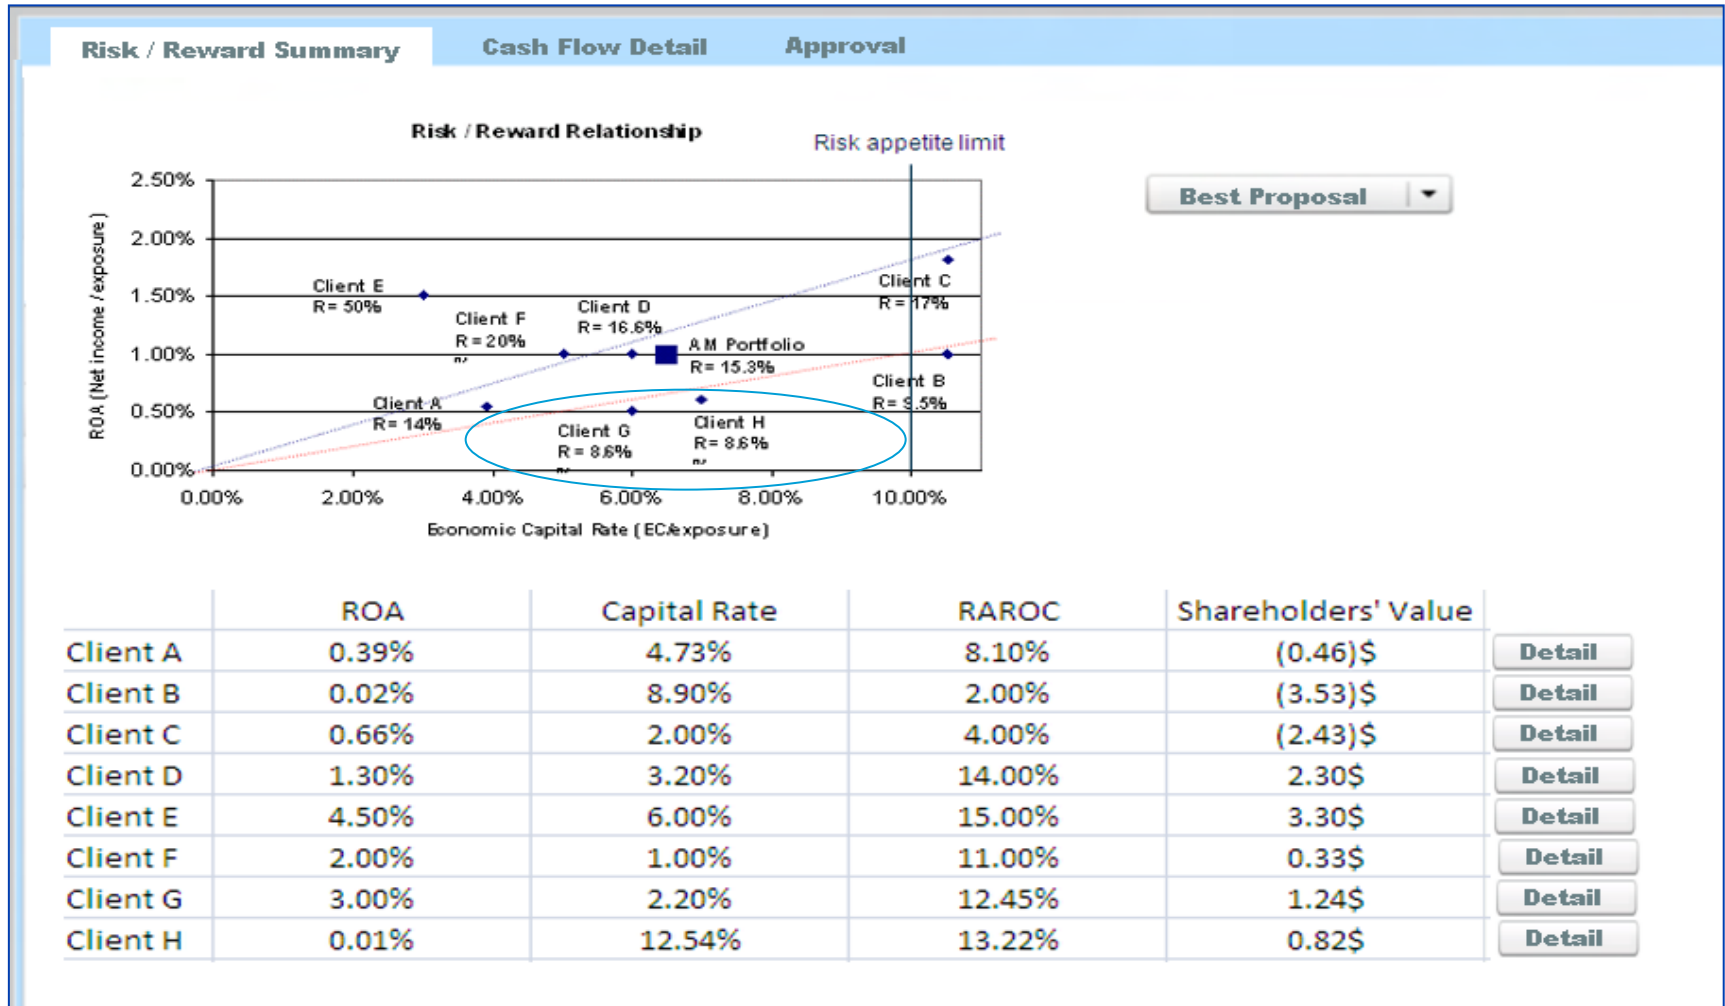 Risk / Reward Summary
Cash Flow Detail
Approval
Risk / Reward Relationship
Risk appetite limit
Best Proposal
2.50%
2.00%
1.50%
1.00%
0.50%
0.00%
ROA (Net income /exposure)
Client E
R= 50%
Client F
R= 20%
Client D
R= 16.6%
AM Portfolio
R= 15.3%
Client C
R= 17%
Client B
Client A
R= 14%
Client G
R= 8.6%
Client H
R= 8.6%
0.00% 2.00% 4.00% 6.00% 8.00% 10.00%
Economic Capital Rate (EC/exposure)
ROA Capital Rate RAROC Shareholders' Value
Client A 0.39% 4.73% 8.10% (0.46)$ Detail
Client B 0.02% 8.90% 2.00% (3.53)$ Detail
Client C 0.66% 2.00% 4.00% (2.43)$ Detail
Client D 1.30% 3.20% 14.00% 2.30$ Detail
Client E 4.50% 6.00% 15.00% 3.30$ Detail
Client F 2.00% 1.00% 11.00% 0.33$ Detail
Client G 3.00% 2.20% 12.45% 1.24$ Detail
Client H 0.01% 12.54% 13.22% 0.82$ Detail